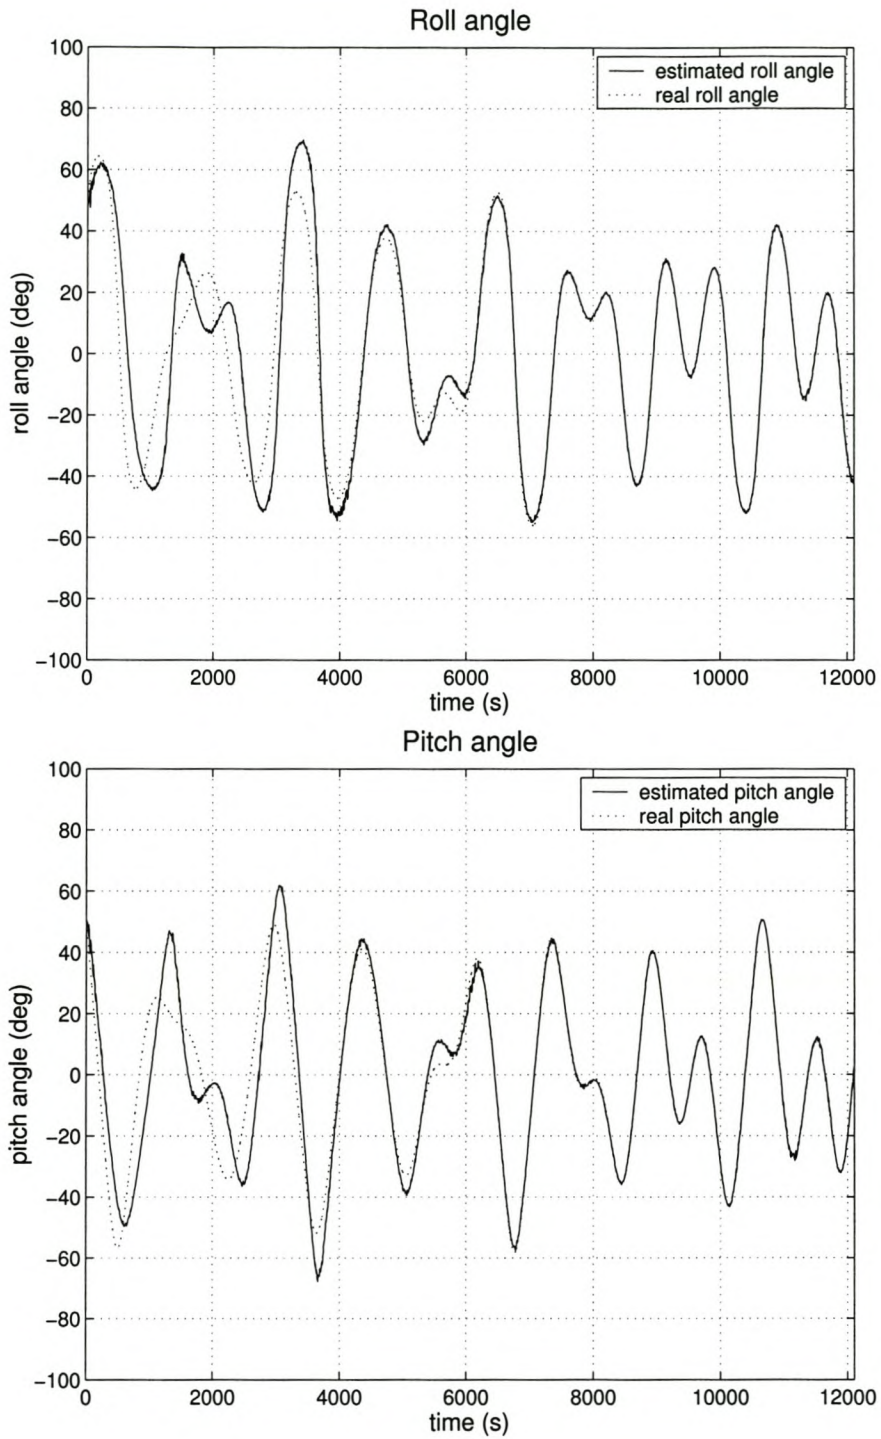 Roll angle
100
80
60
40
20
0
−20
−40
−60
−80
−100
roll angle (deg)
estimated roll angle
real roll angle
0 2000 4000 6000 8000 10000 12000
time (s)
Pitch angle
100
80
60
40
20
0
−20
−40
−60
−80
−100
pitch angle (deg)
estimated pitch angle
real pitch angle
0 2000 4000 6000 8000 10000 12000
time (s)